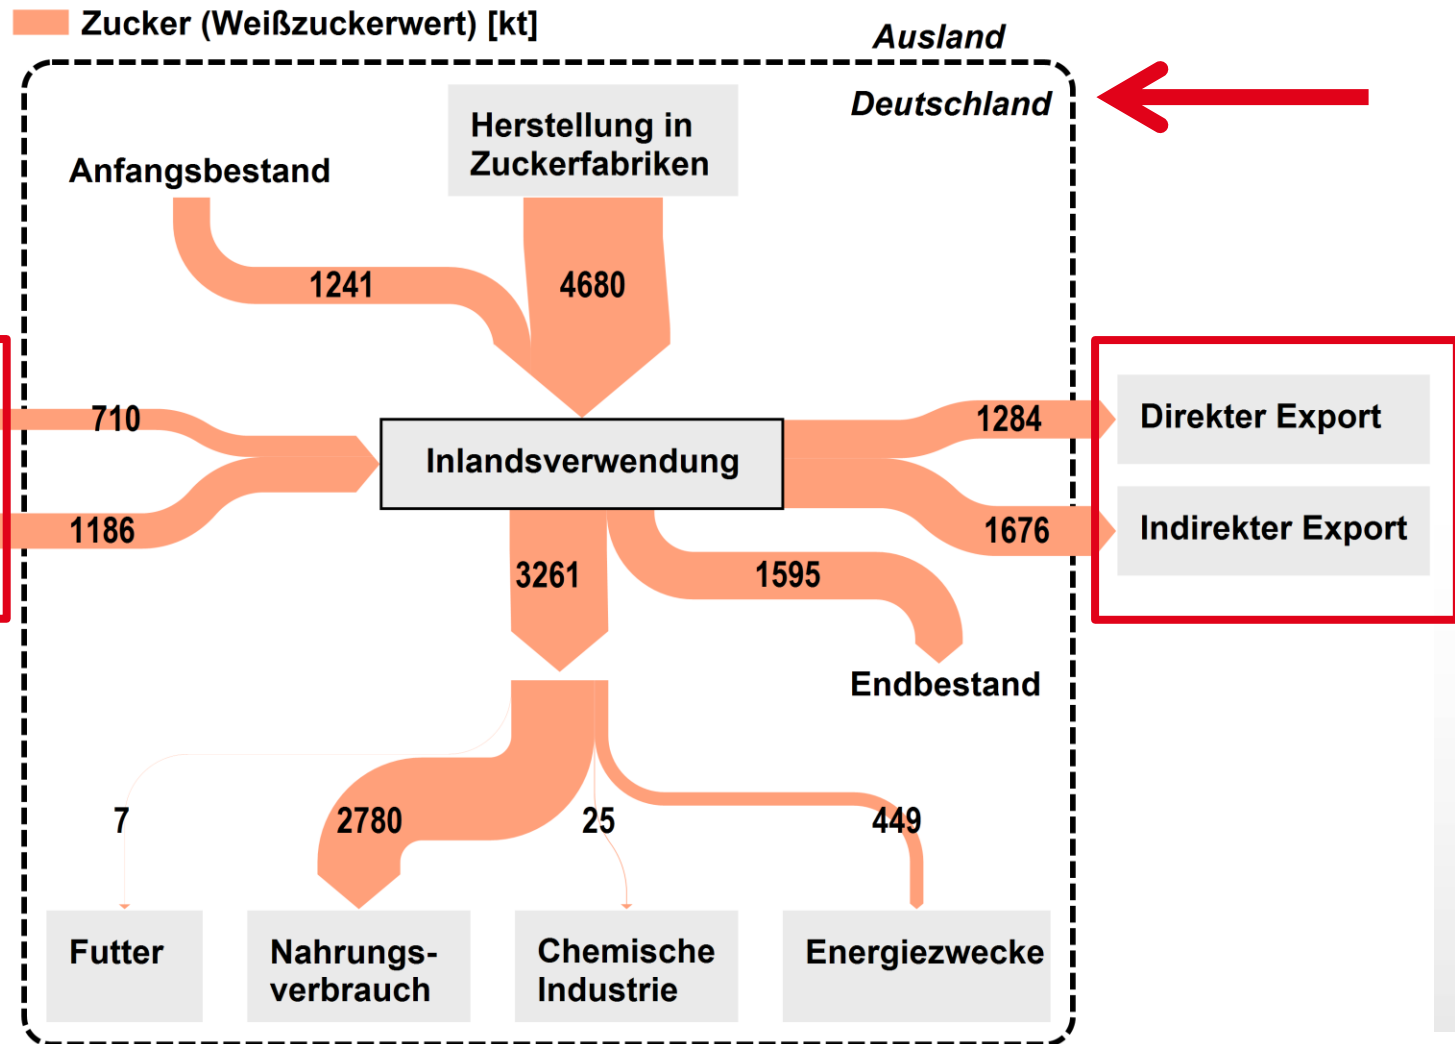 Zucker (Weißzuckerwert) [kt]
Ausland
Deutschland
Herstellung in
Zuckerfabriken
Anfangsbestand
1241
4680
710
1284
Direkter Export
Inlandsverwendung
1186
1676
Indirekter Export
3261
1595
Endbestand
7
2780
25
449
Futter
Nahrungs-
verbrauch
Chemische
Industrie
Energiezwecke